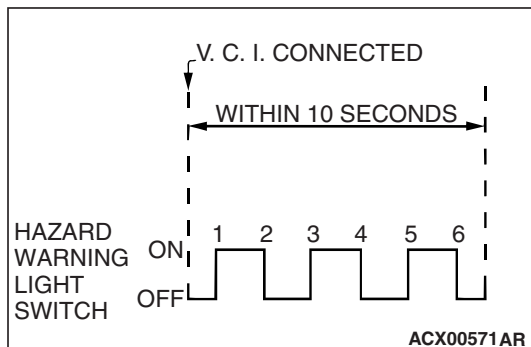 V. C. I. CONNECTED
WITHIN 10 SECONDS
HAZARD
WARNING
LIGHT
SWITCH
ON
OFF
1 2 3 4 5 6
ACX00571AR